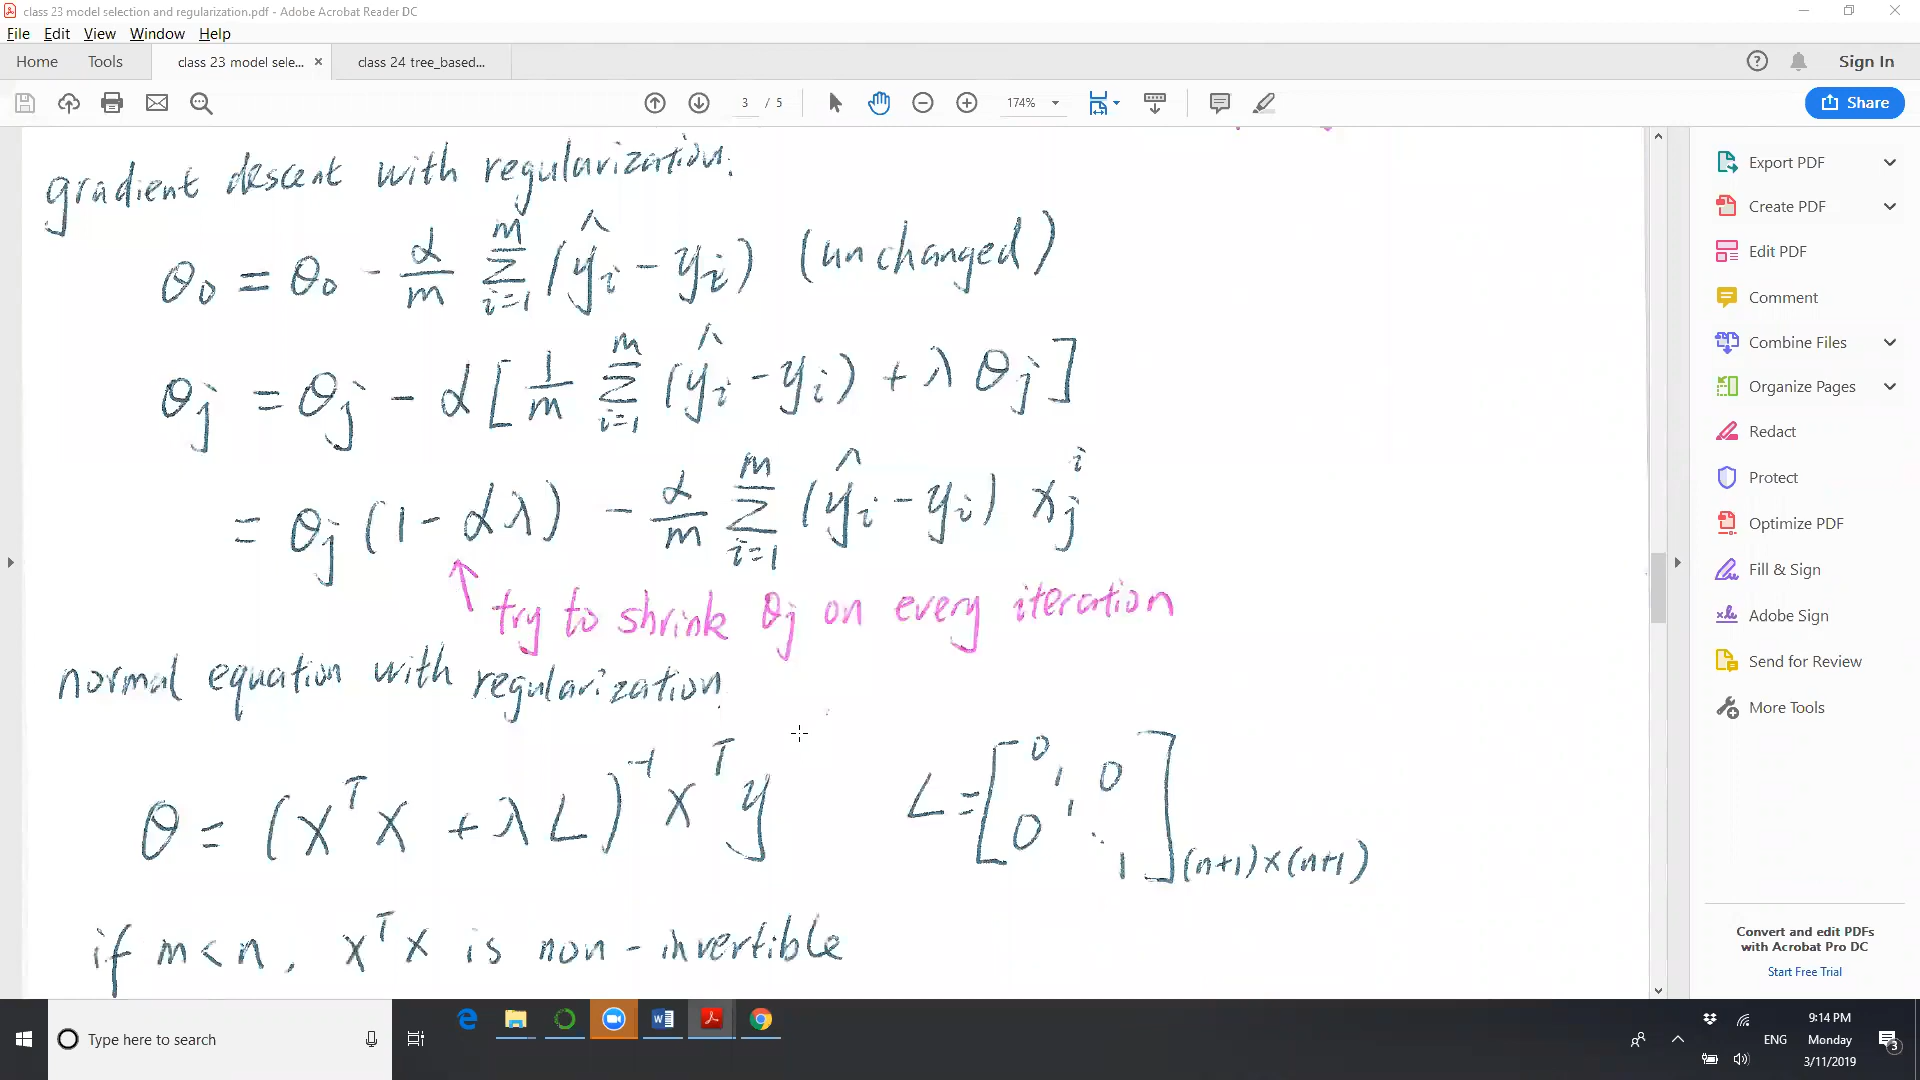 class 23 model selection and regularization.pdf - Adobe Acrobat Reader DC
File Edit View Window Help
Home Tools class 23 model sele... × class 24 tree_based... Sign In
3 / 5 174% Share
gradient descent with regularization.
θ₀ = θ₀ - α/m Σ_{i=1}^{m} (ŷᵢ - yᵢ) (unchanged)
θⱼ = θⱼ - α [ 1/m Σ_{i=1}^{m} (ŷᵢ - yᵢ) + λ θⱼ ]
= θⱼ (1 - αλ) - α/m Σ_{i=1}^{m} (ŷᵢ - yᵢ) xⱼⁱ
try to shrink θj on every iteration
normal equation with regularization.
θ = (XᵀX + λL)⁻¹ Xᵀy L = [0 1 0 1 0 ⋱ 1] (n+1)×(n+1)
if m < n, XᵀX is non-invertible
Export PDF
Create PDF
Edit PDF
Comment
Combine Files
Organize Pages
Redact
Protect
Optimize PDF
Fill & Sign
Adobe Sign
Send for Review
More Tools
Convert and edit PDFs
with Acrobat Pro DC
Start Free Trial
Type here to search
ENG
9:14 PM
Monday
3/11/2019
3